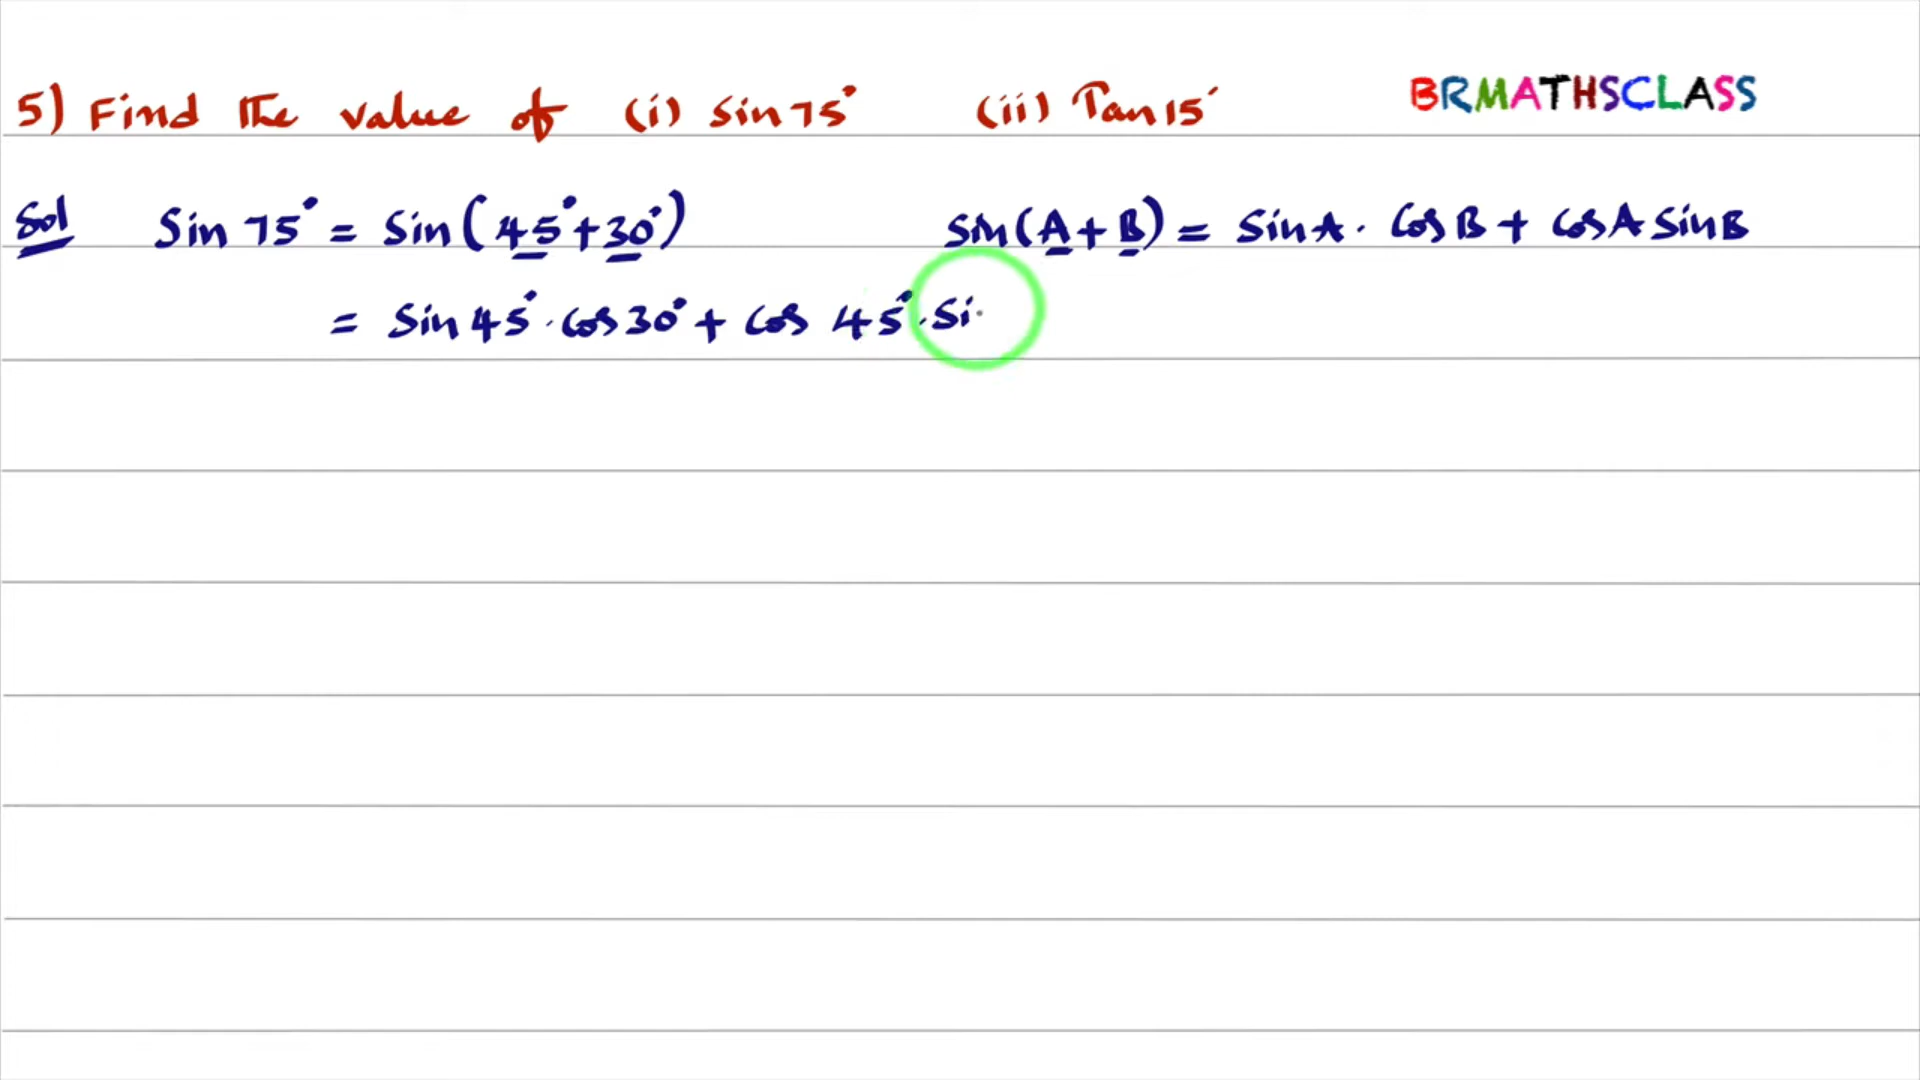 5) Find the value of (i) sin 75° (ii) Tan 15° BRMATHSCLASS
Sol Sin 75° = Sin (45° + 30°) Sin (A + B) = SinA · CosB + CosA SinB
= Sin 45° · Cos 30° + Cos 45° · Si